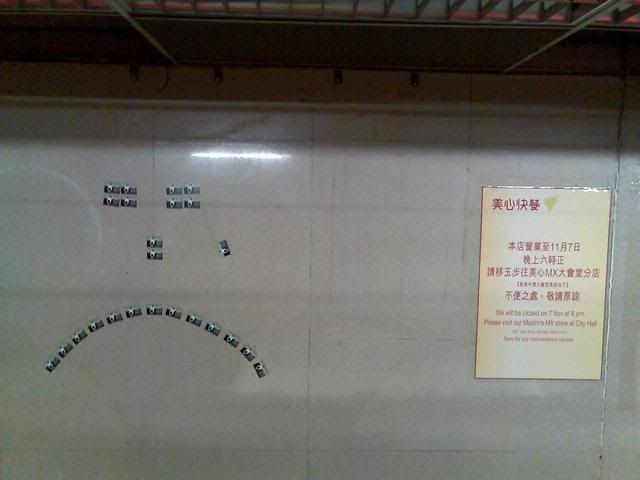 美心快餐
本店營業至11月7日
晚上六時正
請移玉步往美心MX大會堂分店
不便之處，敬請原諒
We will be closed on 7 Nov at 6 pm.
Please visit our Maxim's MX store at City Hall
Sorry for any inconvenience caused.